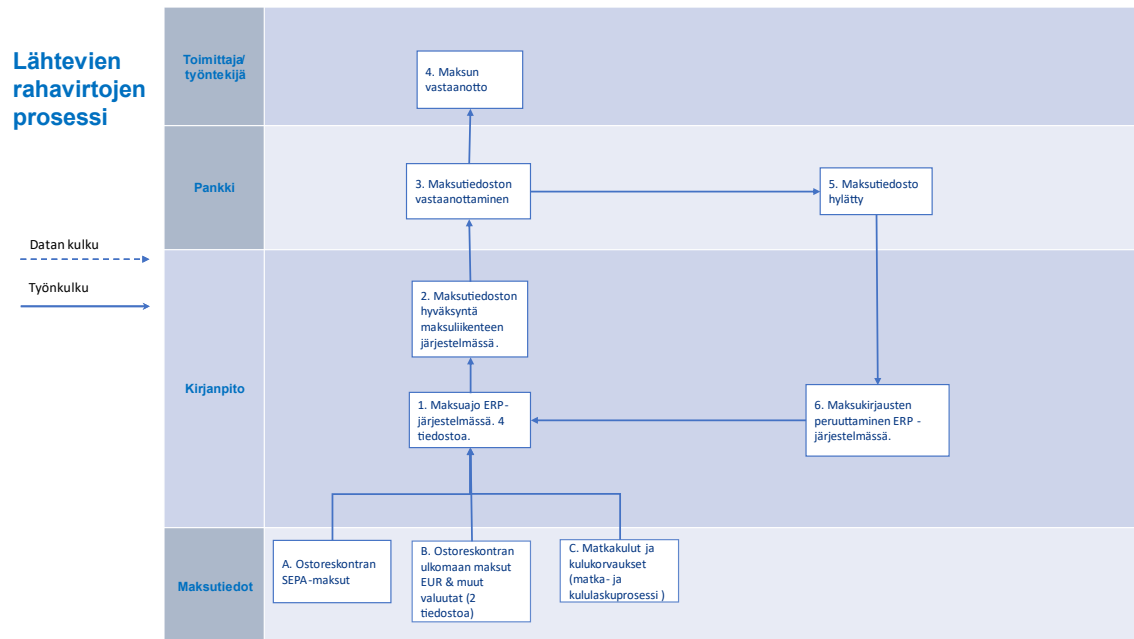 Lähtevien
rahavirtojen
prosessi
Datan kulku
Työnkulku
Toimittaja/
työntekijä
4. Maksun
vastaanotto
Pankki
3. Maksutiedoston
vastaanottaminen
5. Maksutiedosto
hylätty
Kirjanpito
2. Maksutiedoston
hyväksyntä
maksuliikenteen
järjestelmässä.
1. Maksuajo ERP-
järjestelmässä. 4
tiedostoa.
6. Maksukirjausten
peruuttaminen ERP -
järjestelmässä.
Maksutiedot
A. Ostoreskontran
SEPA-maksut
B. Ostoreskontran
ulkomaan maksut
EUR & muut
valuutat (2
tiedostoa)
C. Matkakulut ja
kulukorvaukset
(matka- ja
kululaskuprosessi )